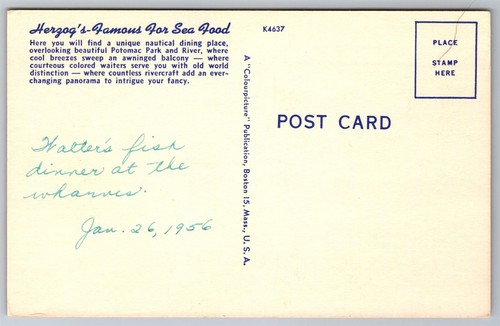 Herzog's-Famous For Sea Food
Here you will find a unique nautical dining place,
overlooking beautiful Potomac Park and River, where
cool breezes sweep an awninged balcony — where
courteous colored waiters serve you with old world
distinction — where countless rivercraft add an ever-
changing panorama to intrigue your fancy.
Walter's fish
dinner at the
wharves.
Jan. 26, 1956
K4637
A "Colourpicture" Publication, Boston 15, Mass., U. S. A.
POST CARD
PLACE
STAMP
HERE